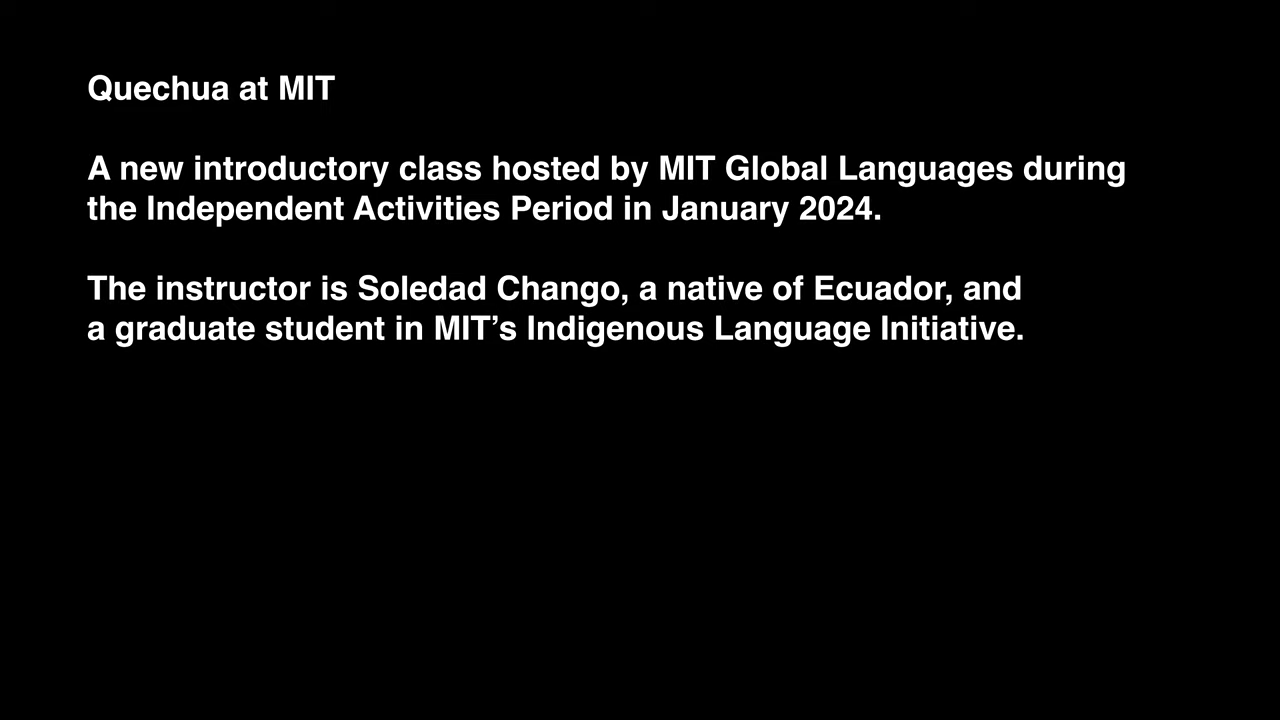 Quechua at MIT
A new introductory class hosted by MIT Global Languages during
the Independent Activities Period in January 2024.
The instructor is Soledad Chango, a native of Ecuador, and
a graduate student in MIT’s Indigenous Language Initiative.